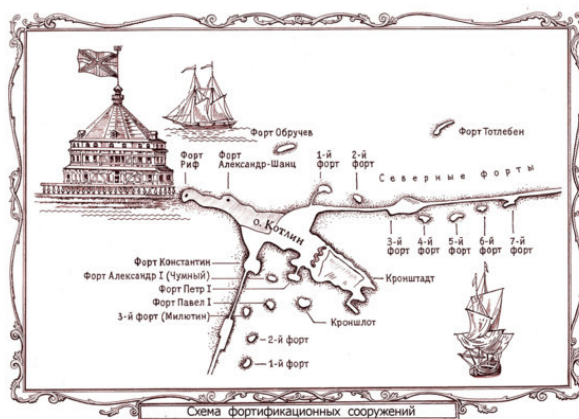 Форт Обручев
Форт Тотлебен
Форт
Риф
Форт
Александр-Шанц
1-й
форт
2-й
форт
Северные форты
о. Котлин
3-й
форт
4-й
форт
5-й
форт
6-й
форт
7-й
форт
Форт Константин
Форт Александр I (Чумный)
Форт Петр I
Форт Павел I
3-й форт (Милютин)
Кронштадт
Кроншлот
2-й форт
1-й форт
Схема фортификационных сооружений